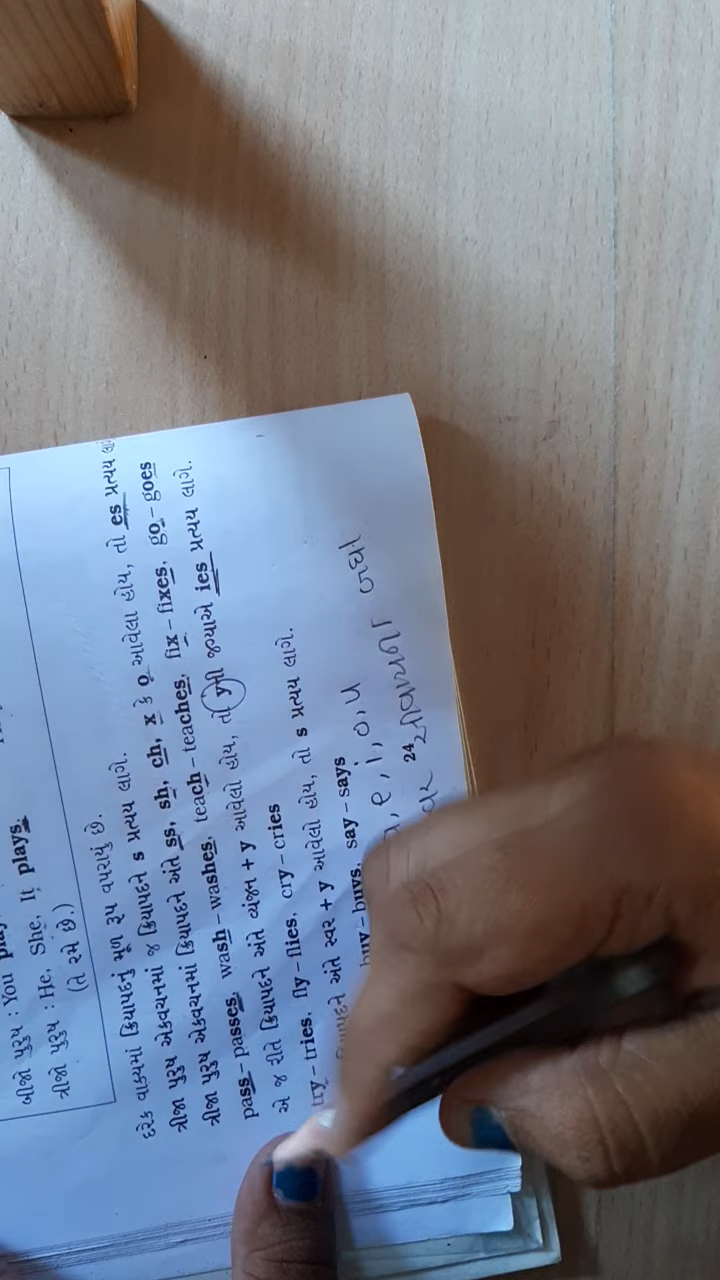 બીજો પુરુષ : You
ત્રીજો પુરુષ : He, She, It plays.
(તે રમે છે.)
દરેક વાક્યમાં ક્રિયાપદનું મૂળ રૂપ વપરાયું છે.
ત્રીજા પુરુષ એકવચનમાં જ ક્રિયાપદને s પ્રત્યય લાગે.
ત્રીજા પુરુષ એકવચનમાં ક્રિયાપદને અંતે ss, sh, ch, x કે o આવેલા હોય, તો es પ્રત્યય
pass – passes, wash – washes, teach – teaches, fix – fixes, go – goes
એ જ રીતે ક્રિયાપદને અંતે વ્યંજન + y આવેલો હોય, તો yની જગ્યાએ ies પ્રત્યય લાગે.
try – tries, fly – flies, cry – cries
અંતે સ્વર + y આવેલો હોય, તો s પ્રત્યય લાગે.
buy – buys, say – says
e, i, o, u
24